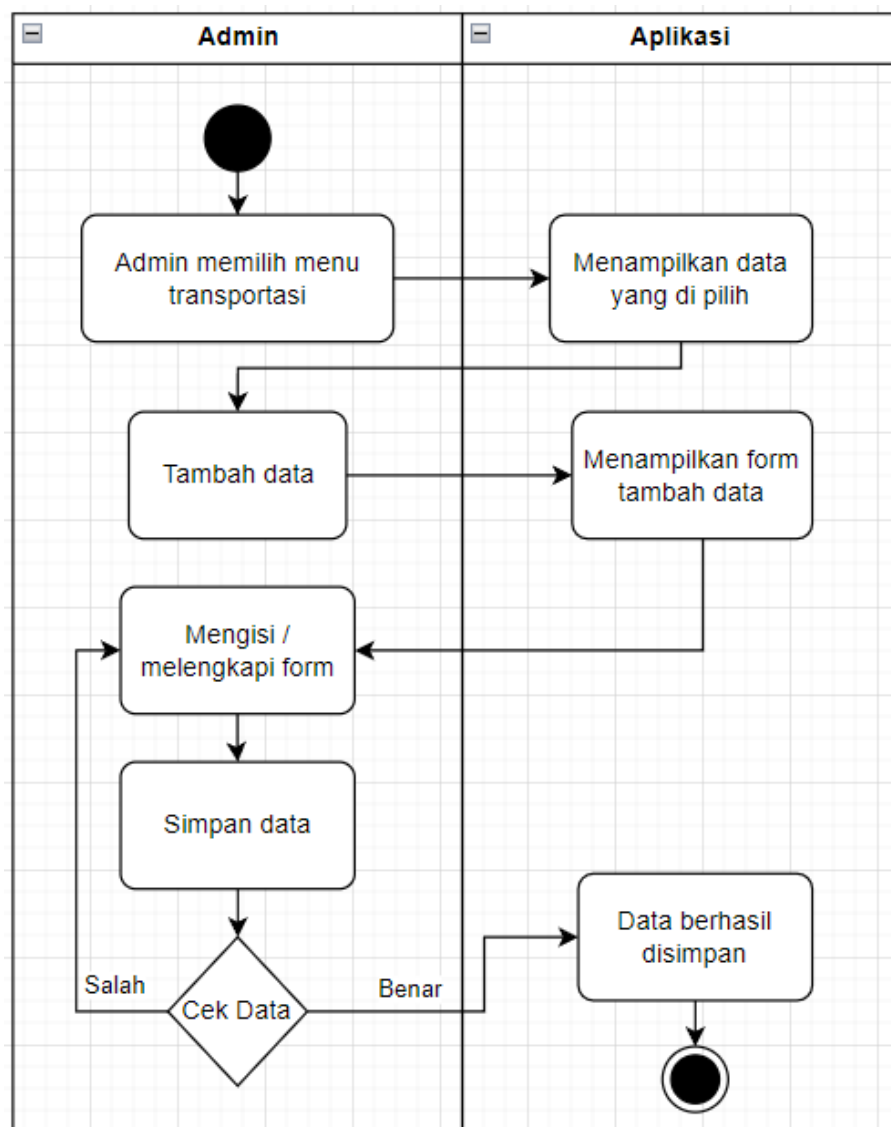 Admin
Aplikasi
Admin memilih menu
transportasi
Menampilkan data
yang di pilih
Tambah data
Menampilkan form
tambah data
Mengisi /
melengkapi form
Simpan data
Data berhasil
disimpan
Salah
Cek Data
Benar